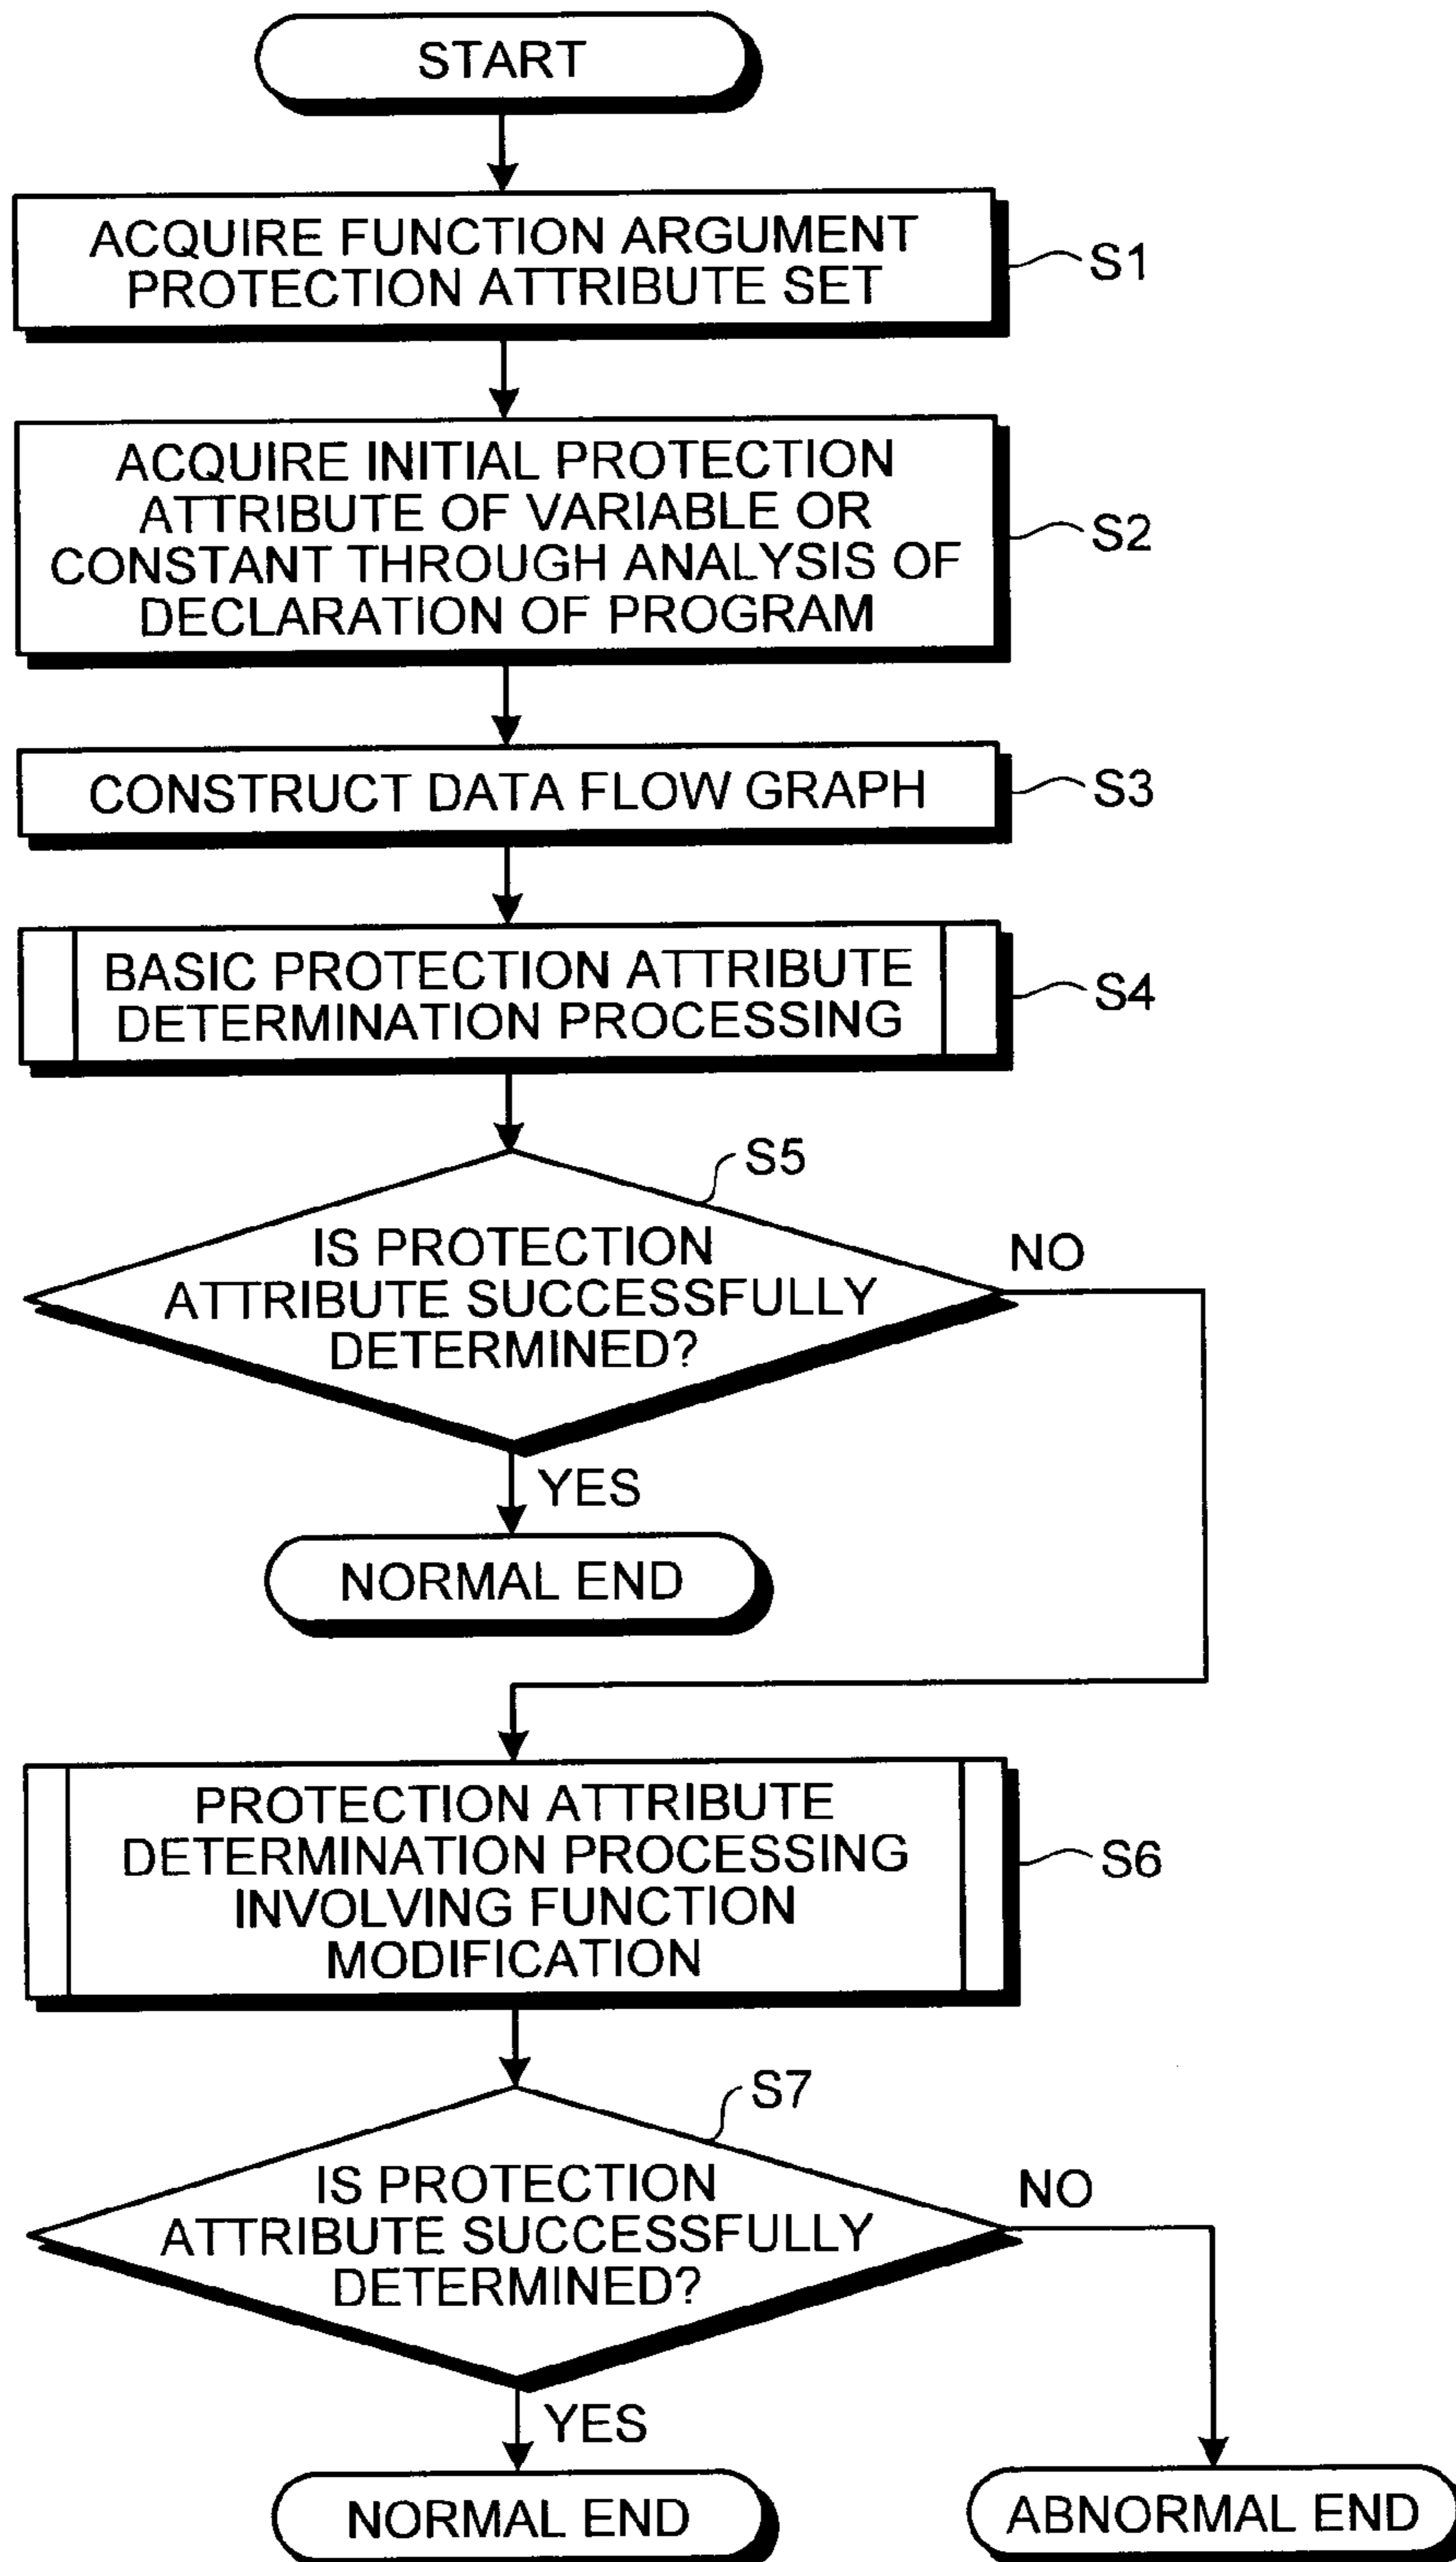 START
ACQUIRE FUNCTION ARGUMENT
PROTECTION ATTRIBUTE SET
S1
ACQUIRE INITIAL PROTECTION
ATTRIBUTE OF VARIABLE OR
CONSTANT THROUGH ANALYSIS OF
DECLARATION OF PROGRAM
S2
CONSTRUCT DATA FLOW GRAPH
S3
BASIC PROTECTION ATTRIBUTE
DETERMINATION PROCESSING
S4
S5
IS PROTECTION
ATTRIBUTE SUCCESSFULLY
DETERMINED?
NO
YES
NORMAL END
PROTECTION ATTRIBUTE
DETERMINATION PROCESSING
INVOLVING FUNCTION
MODIFICATION
S6
S7
IS PROTECTION
ATTRIBUTE SUCCESSFULLY
DETERMINED?
NO
YES
NORMAL END
ABNORMAL END